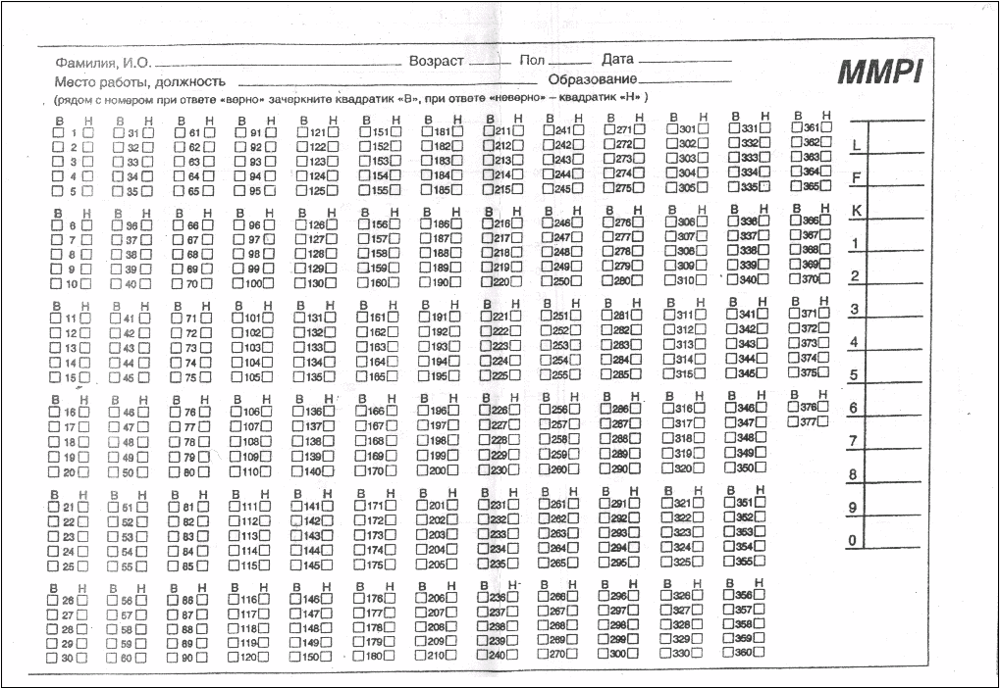 Фамилия, И.О. Возраст Пол Дата
Место работы, должность Образование
(рядом с номером при ответе «верно» зачеркните квадратик «В», при ответе «неверно» – квадратик «Н» )
MMPI
В Н В Н В Н В Н В Н В Н В Н В Н В Н В Н В Н В Н В Н
1 31 61 91 121 151 181 211 241 271 301 331 361
2 32 62 92 122 152 182 212 242 272 302 332 362
3 33 63 93 123 153 183 213 243 273 303 333 363
4 34 64 94 124 154 184 214 244 274 304 334 364
5 35 65 95 125 155 185 215 245 275 305 335 365
В Н В Н В Н В Н В Н В Н В Н В Н В Н В Н В Н В Н В Н
6 36 66 96 126 156 186 216 246 276 306 336 366
7 37 67 97 127 157 187 217 247 277 307 337 367
8 38 68 98 128 158 188 218 248 278 308 338 368
9 39 69 99 129 159 189 219 249 279 309 339 369
10 40 70 100 130 160 190 220 250 280 310 340 370
В Н В Н В Н В Н В Н В Н В Н В Н В Н В Н В Н В Н В Н
11 41 71 101 131 161 191 221 251 281 311 341 371
12 42 72 102 132 162 192 222 252 282 312 342 372
13 43 73 103 133 163 193 223 253 283 313 343 373
14 44 74 104 134 164 194 224 254 284 314 344 374
15 45 75 105 135 165 195 225 255 285 315 345 375
В Н В Н В Н В Н В Н В Н В Н В Н В Н В Н В Н В Н В Н
16 46 76 106 136 166 196 226 256 286 316 346 376
17 47 77 107 137 167 197 227 257 287 317 347 377
18 48 78 108 138 168 198 228 258 288 318 348
19 49 79 109 139 169 199 229 259 289 319 349
20 50 80 110 140 170 200 230 260 290 320 350
В Н В Н В Н В Н В Н В Н В Н В Н В Н В Н В Н В Н
21 51 81 111 141 171 201 231 261 291 321 351
22 52 82 112 142 172 202 232 262 292 322 352
23 53 83 113 143 173 203 233 263 293 323 353
24 54 84 114 144 174 204 234 264 294 324 354
25 55 85 115 145 175 205 235 265 295 325 355
В Н В Н В Н В Н В Н В Н В Н В Н В Н В Н В Н В Н
26 56 86 116 146 176 206 236 266 296 326 356
27 57 87 117 147 177 207 237 267 297 327 357
28 58 88 118 148 178 208 238 268 298 328 358
29 59 89 119 149 179 209 239 269 299 329 359
30 60 90 120 150 180 210 240 270 300 330 360
L
F
K
1
2
3
4
5
6
7
8
9
0